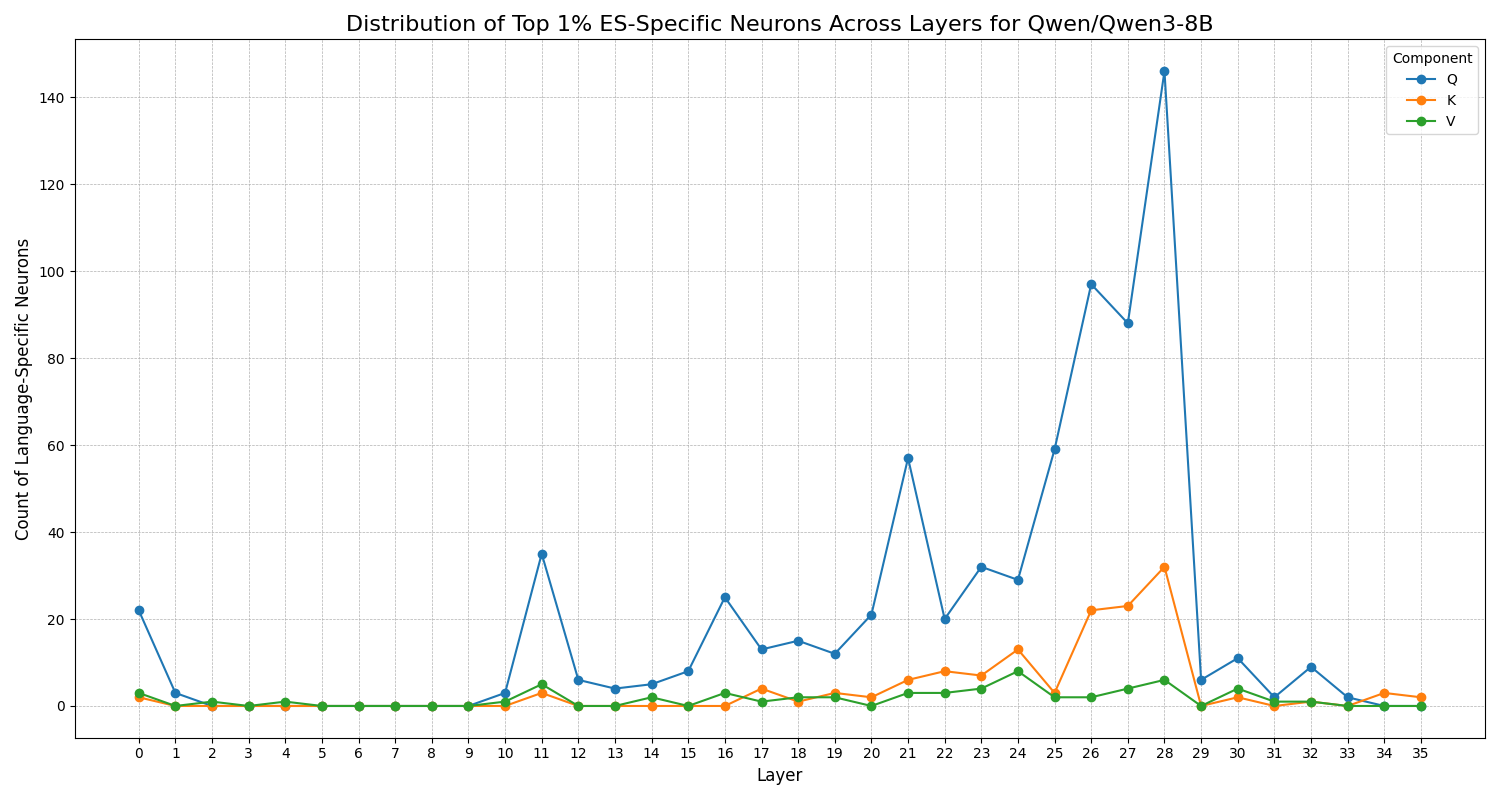 Distribution of Top 1% ES-Specific Neurons Across Layers for Qwen/Qwen3-8B
Component
Q
K
V
Count of Language-Specific Neurons
140
120
100
80
60
40
20
0
0 1 2 3 4 5 6 7 8 9 10 11 12 13 14 15 16 17 18 19 20 21 22 23 24 25 26 27 28 29 30 31 32 33 34 35
Layer